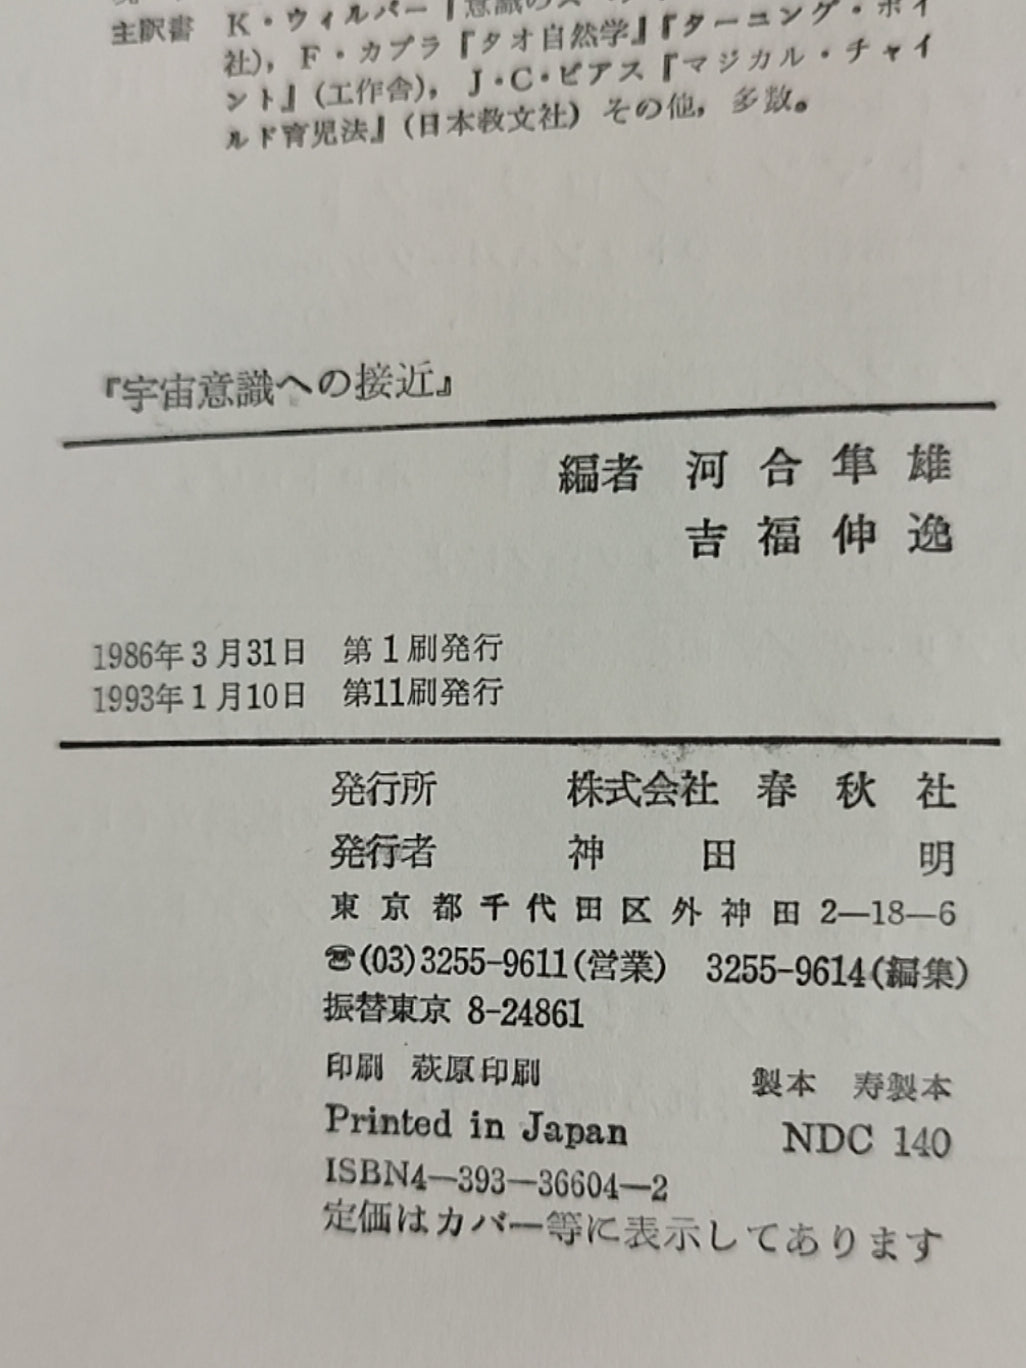 主訳書 K・ウィルバー『意識のス
社), F・カプラ『タオ自然学』『ターニング・ポイ
ント』(工作舎), J・C・ピアス『マジカル・チャイ
ルド育児法』(日本教文社) その他, 多数。
『宇宙意識への接近』
編者 河合隼雄
吉福伸逸
1986年3月31日 第1刷発行
1993年1月10日 第11刷発行
発行所 株式会社 春秋社
発行者 神田明
東京都千代田区外神田2—18—6
☎(03)3255-9611(営業) 3255-9614(編集)
振替東京 8-24861
印刷 萩原印刷 製本 寿製本
Printed in Japan NDC 140
ISBN4—393—36604—2
定価はカバー等に表示してあります